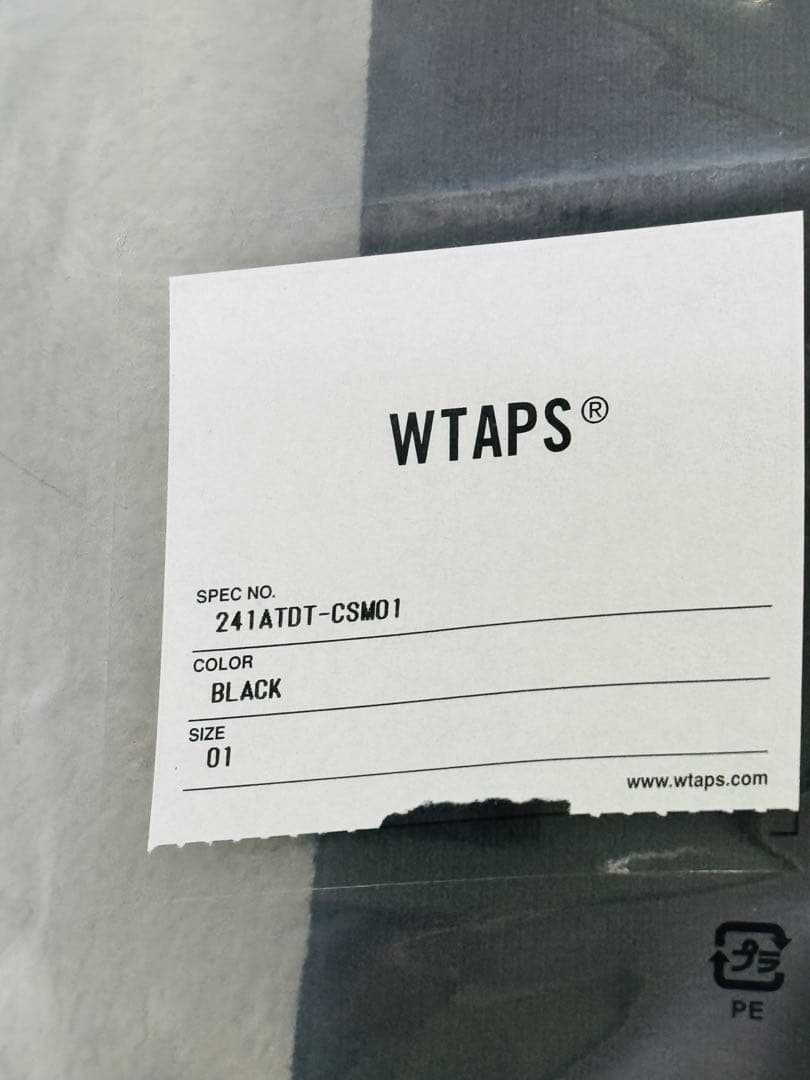 WTAPS®
SPEC NO.
241ATDT-CSM01
COLOR
BLACK
SIZE
01
www.wtaps.com
プラ
PE